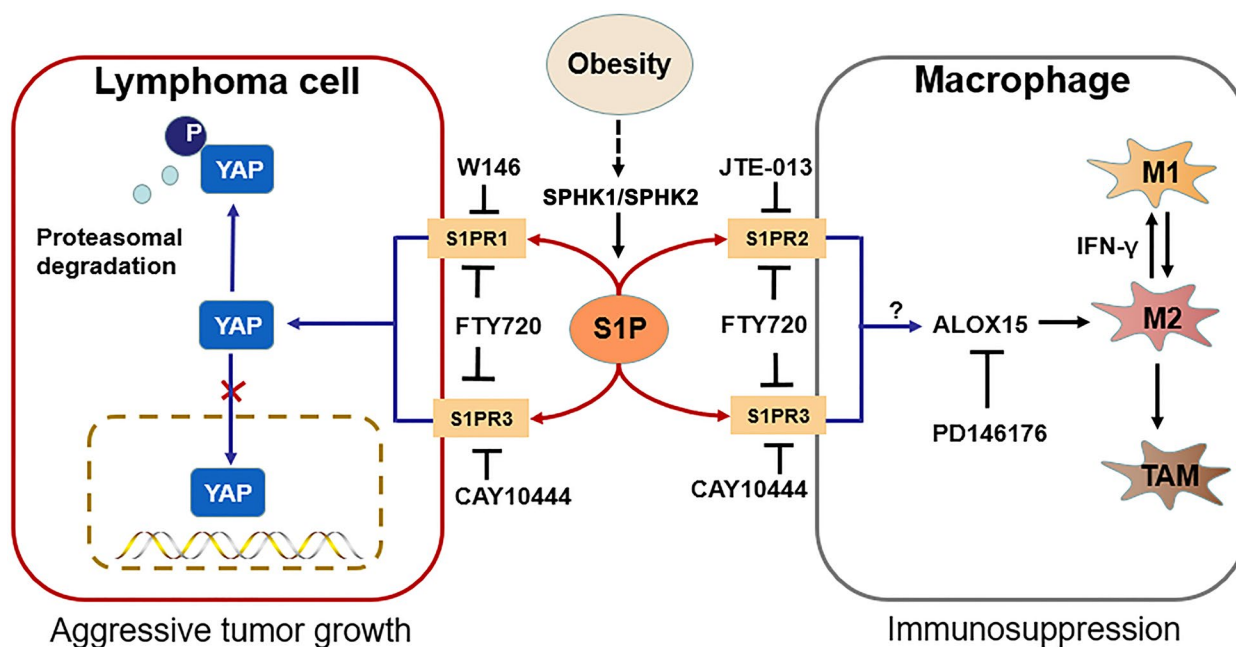 Obesity
Lymphoma cell
Macrophage
P
YAP
W146
JTE-013
SPHK1/SPHK2
M1
Proteasomal
degradation
S1PR1
S1PR2
IFN-γ
YAP
FTY720
S1P
FTY720
?
ALOX15
M2
S1PR3
S1PR3
PD146176
YAP
CAY10444
CAY10444
TAM
Aggressive tumor growth
Immunosuppression